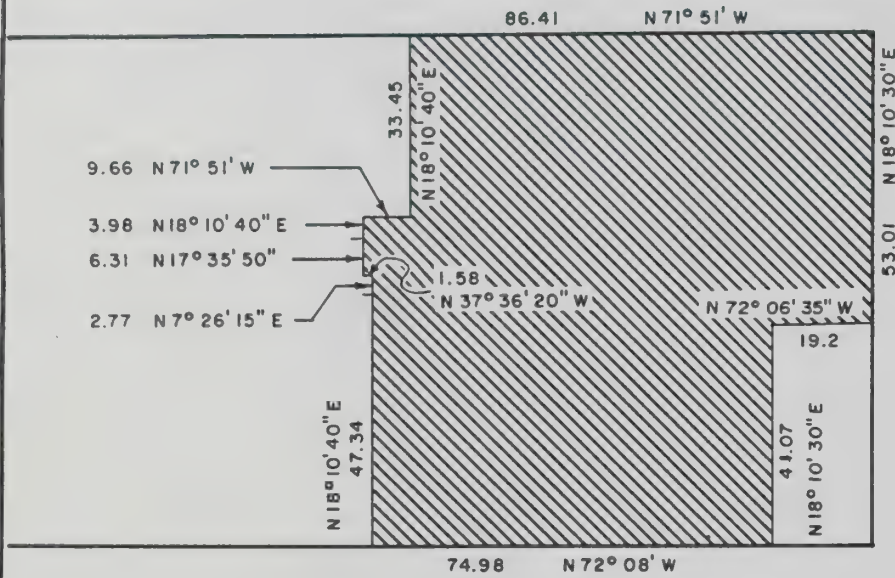 86.41 N 71° 51' W
33.45
N 18° 10' 40" E
N 18° 10' 30" E
53.01
9.66 N 71° 51' W
3.98 N 18° 10' 40" E
6.31 N 17° 35' 50"
2.77 N 7° 26' 15" E
1.58
N 37° 36' 20" W
N 72° 06' 35" W
19.2
N 18° 10' 40" E
47.34
41.07
N 18° 10' 30" E
74.98 N 72° 08' W